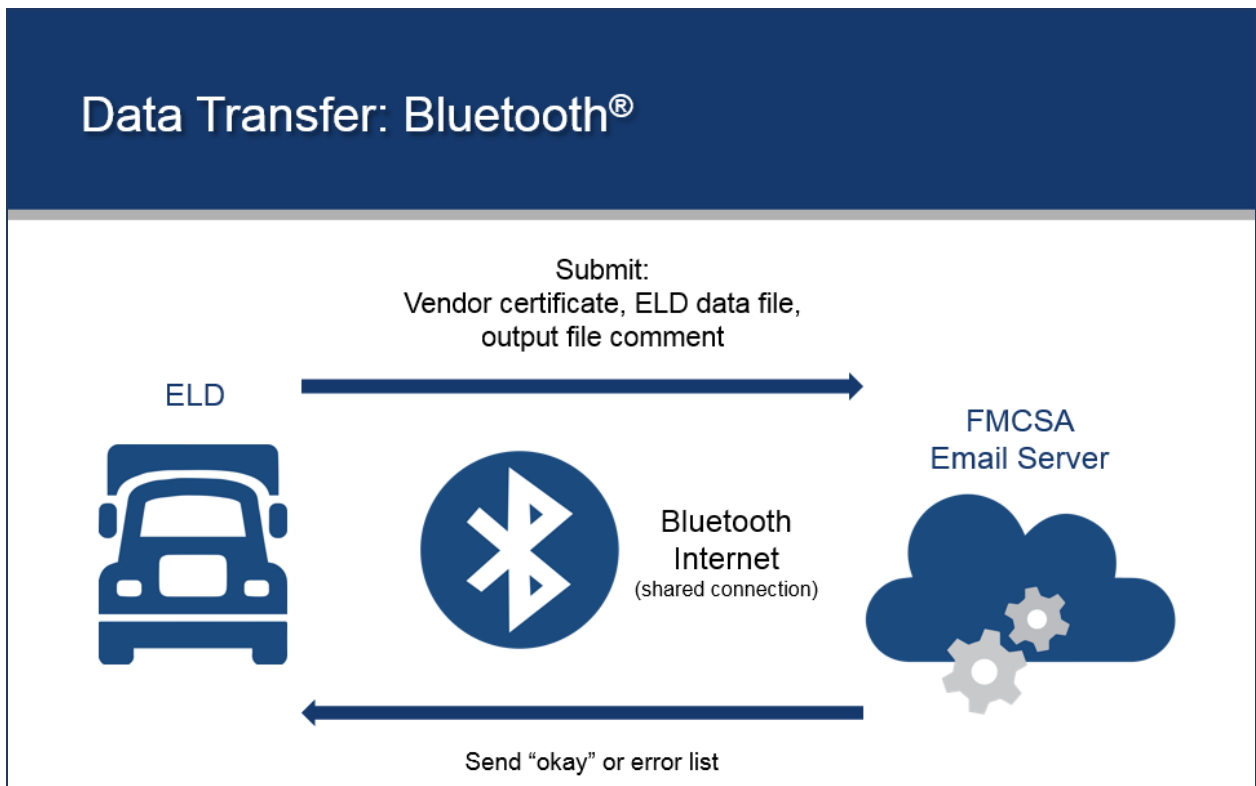 Data Transfer: Bluetooth®
Submit:
Vendor certificate, ELD data file,
output file comment
ELD
FMCSA
Email Server
Bluetooth
Internet
(shared connection)
Send “okay” or error list